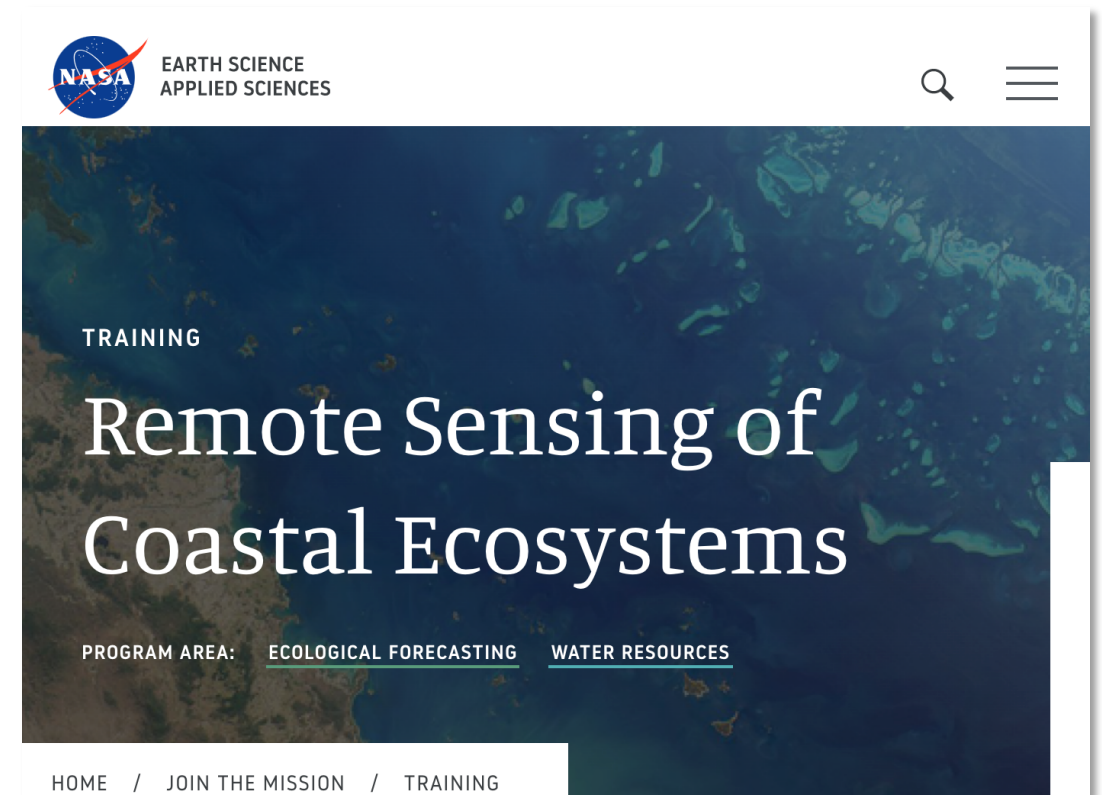 NASA
EARTH SCIENCE
APPLIED SCIENCES
TRAINING
Remote Sensing of
Coastal Ecosystems
PROGRAM AREA: ECOLOGICAL FORECASTING WATER RESOURCES
HOME / JOIN THE MISSION / TRAINING